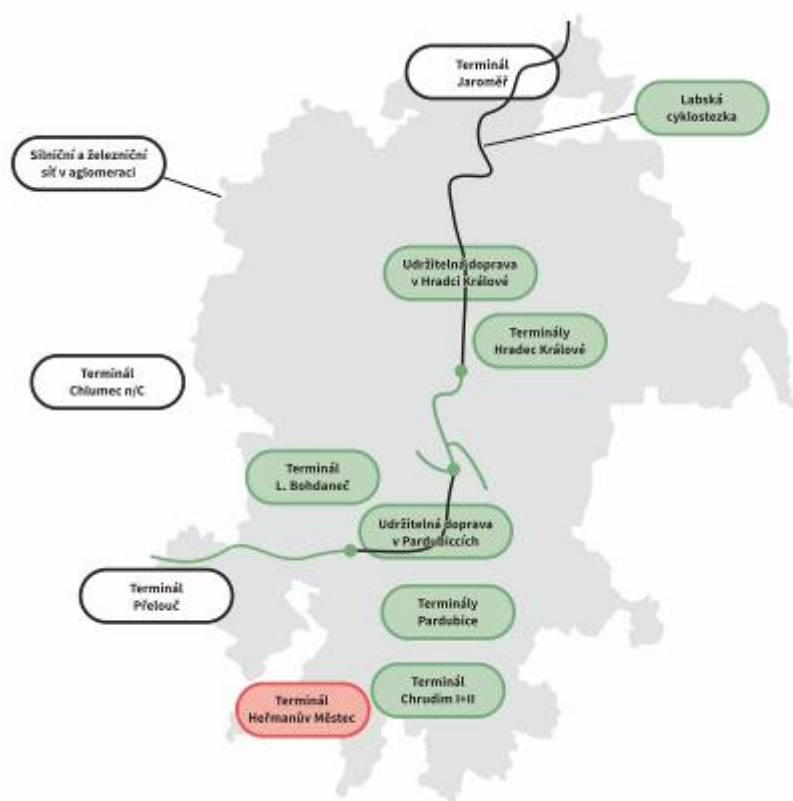 Terminál
Jaroměř
Labská
cyklostezka
Silniční a železniční
síť v aglomeraci
Udržitelná doprava
v Hradci Králové
Terminály
Hradec Králové
Terminál
Chlumec n/C
Terminál
L. Bohdaneč
Udržitelná doprava
v Pardubiccích
Terminál
Přelouč
Terminály
Pardubice
Terminál
Chrudim I+II
Terminál
Heřmanův Městec